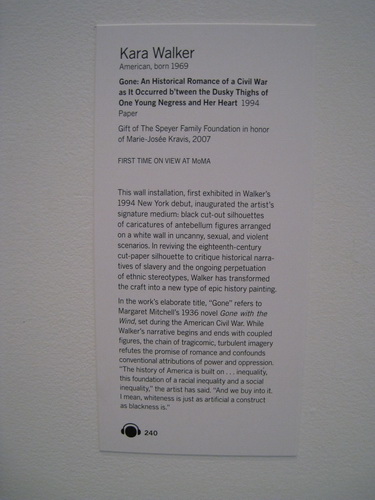 Kara Walker
American, born 1969
Gone: An Historical Romance of a Civil War
as It Occurred b'tween the Dusky Thighs of
One Young Negress and Her Heart 1994
Paper
Gift of The Speyer Family Foundation in honor
of Marie-Josée Kravis, 2007
FIRST TIME ON VIEW AT MoMA
This wall installation, first exhibited in Walker's
1994 New York debut, inaugurated the artist's
signature medium: black cut-out silhouettes
of caricatures of antebellum figures arranged
on a white wall in uncanny, sexual, and violent
scenarios. In reviving the eighteenth-century
cut-paper silhouette to critique historical narra-
tives of slavery and the ongoing perpetuation
of ethnic stereotypes, Walker has transformed
the craft into a new type of epic history painting.
In the work's elaborate title, "Gone" refers to
Margaret Mitchell's 1936 novel Gone with the
Wind, set during the American Civil War. While
Walker's narrative begins and ends with coupled
figures, the chain of tragicomic, turbulent imagery
refutes the promise of romance and confounds
conventional attributions of power and oppression.
"The history of America is built on . . . inequality,
this foundation of a racial inequality and a social
inequality," the artist has said. "And we buy into it.
I mean, whiteness is just as artificial a construct
as blackness is."
240